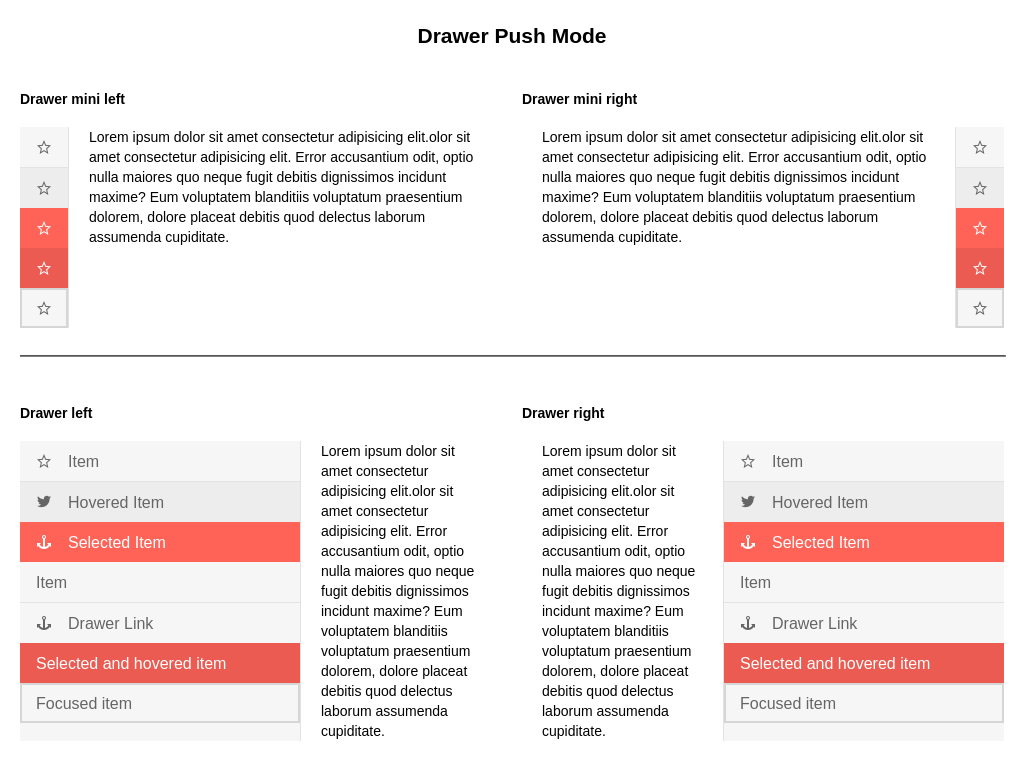 Drawer Push Mode
Drawer mini left
Lorem ipsum dolor sit amet consectetur adipisicing elit.olor sit
amet consectetur adipisicing elit. Error accusantium odit, optio
nulla maiores quo neque fugit debitis dignissimos incidunt
maxime? Eum voluptatem blanditiis voluptatum praesentium
dolorem, dolore placeat debitis quod delectus laborum
assumenda cupiditate.
Drawer mini right
Lorem ipsum dolor sit amet consectetur adipisicing elit.olor sit
amet consectetur adipisicing elit. Error accusantium odit, optio
nulla maiores quo neque fugit debitis dignissimos incidunt
maxime? Eum voluptatem blanditiis voluptatum praesentium
dolorem, dolore placeat debitis quod delectus laborum
assumenda cupiditate.
Drawer left
Item
Hovered Item
Selected Item
Item
Drawer Link
Selected and hovered item
Focused item
Lorem ipsum dolor sit
amet consectetur
adipisicing elit.olor sit
amet consectetur
adipisicing elit. Error
accusantium odit, optio
nulla maiores quo neque
fugit debitis dignissimos
incidunt maxime? Eum
voluptatem blanditiis
voluptatum praesentium
dolorem, dolore placeat
debitis quod delectus
laborum assumenda
cupiditate.
Drawer right
Lorem ipsum dolor sit
amet consectetur
adipisicing elit.olor sit
amet consectetur
adipisicing elit. Error
accusantium odit, optio
nulla maiores quo neque
fugit debitis dignissimos
incidunt maxime? Eum
voluptatem blanditiis
voluptatum praesentium
dolorem, dolore placeat
debitis quod delectus
laborum assumenda
cupiditate.
Item
Hovered Item
Selected Item
Item
Drawer Link
Selected and hovered item
Focused item